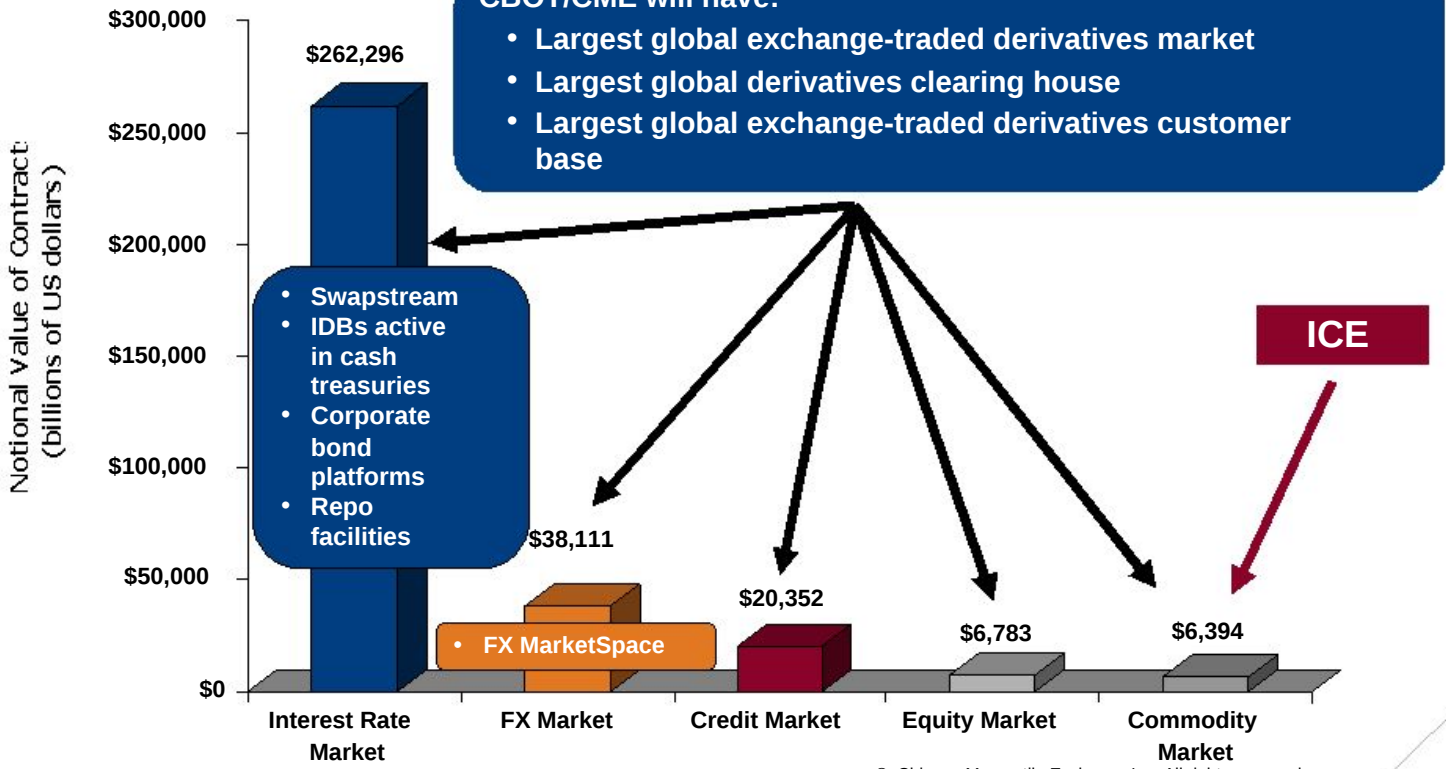 CBOT/CME will have:
• Largest global exchange-traded derivatives market
• Largest global derivatives clearing house
• Largest global exchange-traded derivatives customer
base
Notional Value of Contract
(billions of US dollars)
$300,000
$250,000
$200,000
$150,000
$100,000
$50,000
$0
$262,296
• Swapstream
• IDBs active
in cash
treasuries
• Corporate
bond
platforms
• Repo
facilities
ICE
$38,111
$20,352
$6,783
$6,394
• FX MarketSpace
Interest Rate
Market
FX Market
Credit Market
Equity Market
Commodity
Market